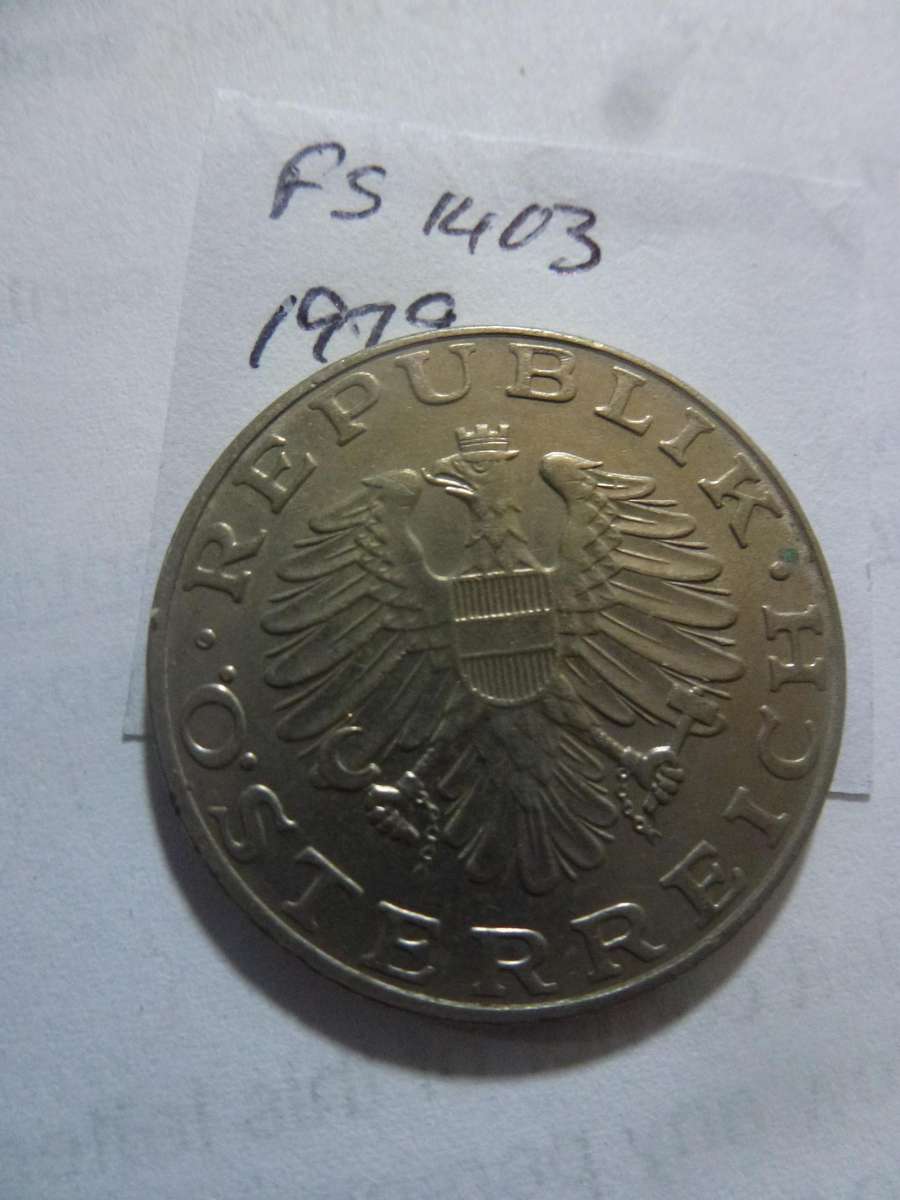 FS 1403
1979
· REPUBLIK · ÖSTERREICH